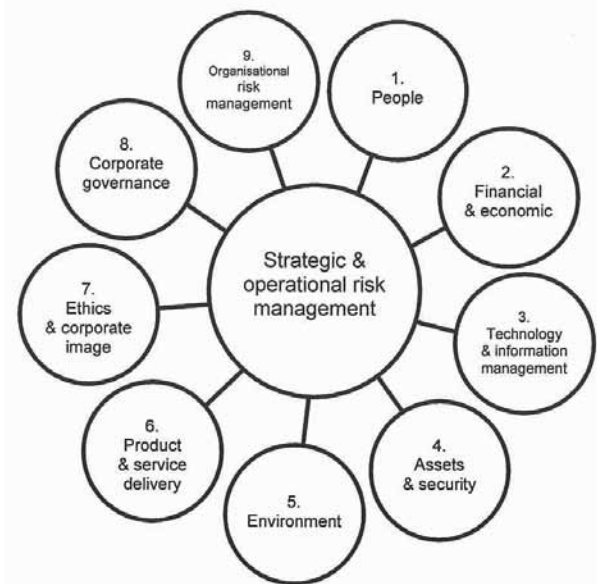 9.
Organisational
risk
management
1.
People
8.
Corporate
governance
2.
Financial
& economic
Strategic &
operational risk
management
7.
Ethics
& corporate
image
3.
Technology
& information
management
6.
Product
& service
delivery
4.
Assets
& security
5.
Environment